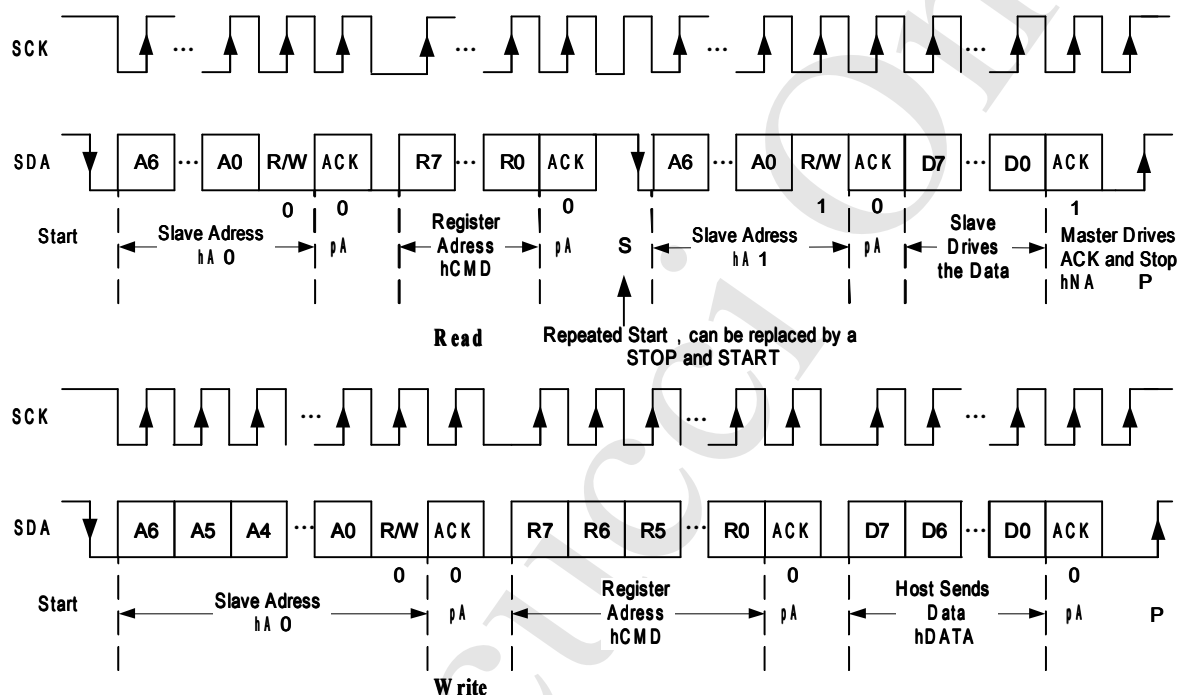 SCK ... ... ... ...
SDA A6 ... A0 R/W ACK R7 ... R0 ACK A6 ... A0 R/W ACK D7 ... D0 ACK
0 0 0 1 0 1
Start Slave Adress pA Register pA S Slave Adress pA Slave Master Drives
hA 0 Adress hA 1 Drives ACK and Stop
hCMD the Data hNA P
Read Repeated Start , can be replaced by a
STOP and START
SCK ... ... ...
SDA A6 A5 A4 ... A0 R/W ACK R7 R6 R5 ... R0 ACK D7 D6 ... D0 ACK
0 0 0 0
Start Slave Adress pA Register pA Host Sends pA P
hA 0 Adress Data
hCMD hDATA
Write